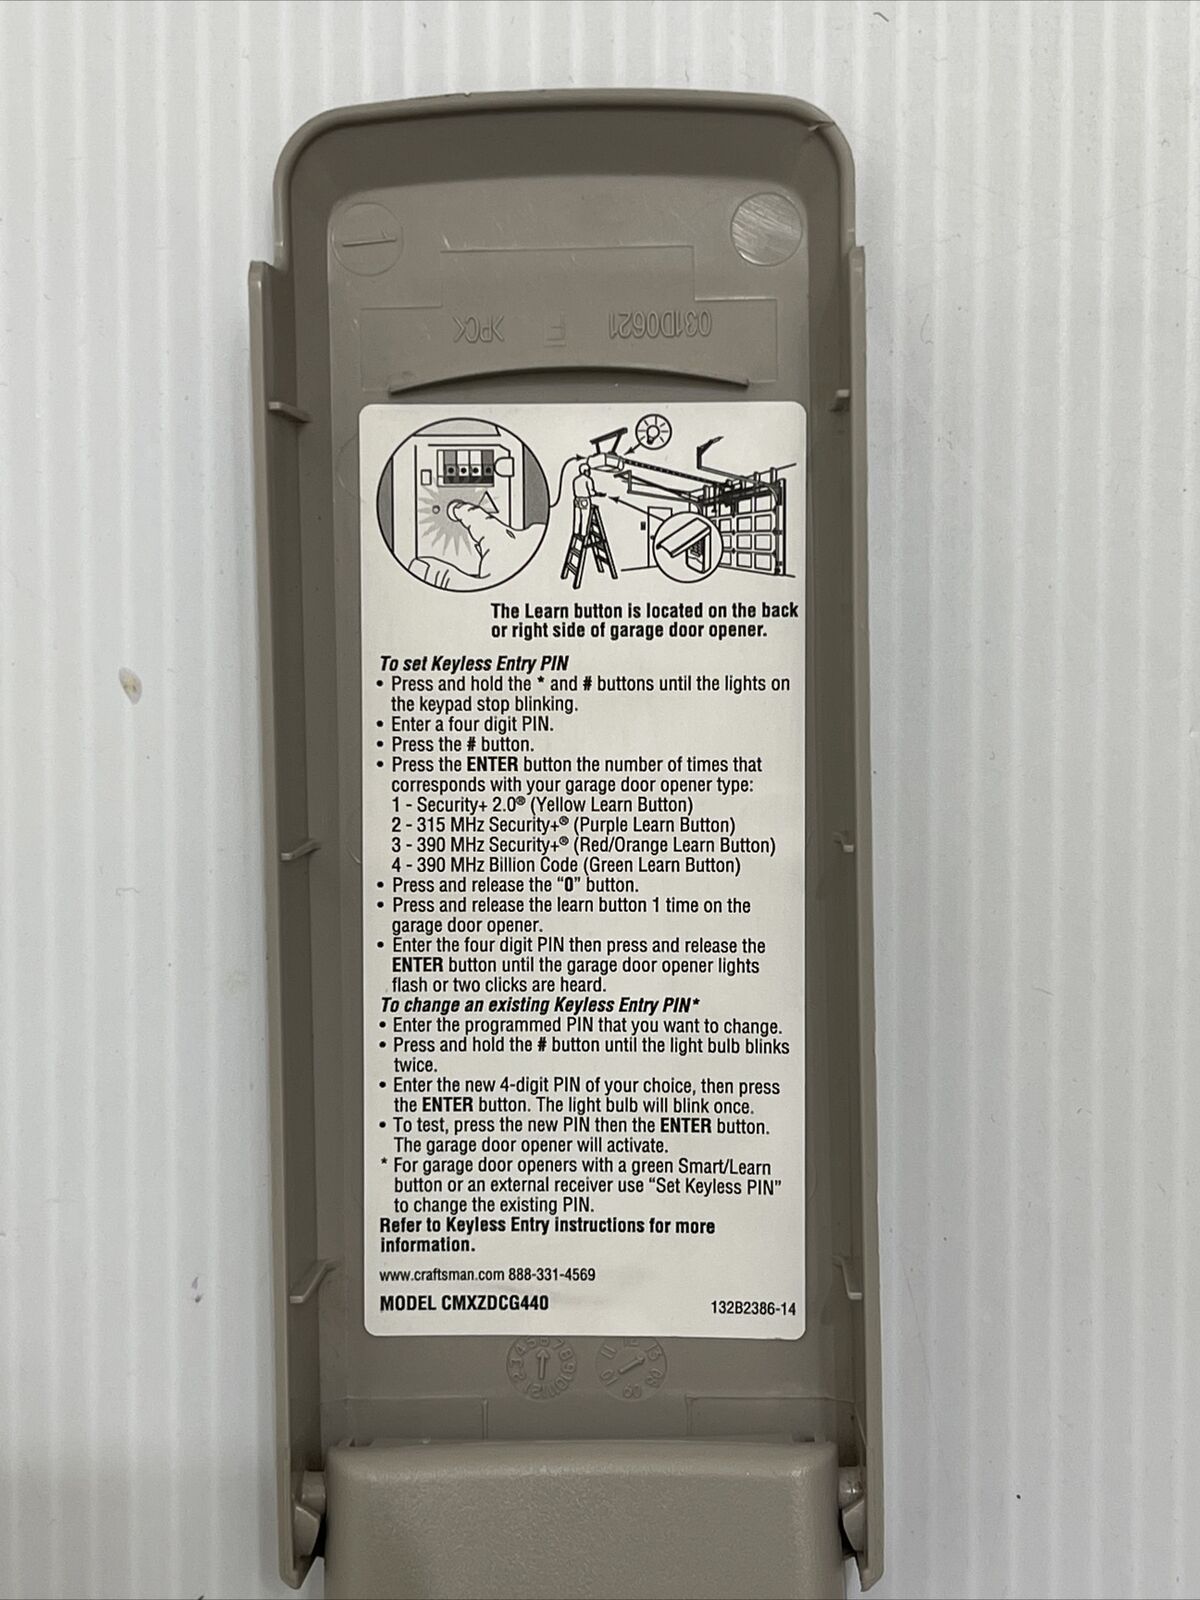 031D0621 F >PC<
The Learn button is located on the back
or right side of garage door opener.
To set Keyless Entry PIN
• Press and hold the * and # buttons until the lights on
the keypad stop blinking.
• Enter a four digit PIN.
• Press the # button.
• Press the ENTER button the number of times that
corresponds with your garage door opener type:
1 - Security+ 2.0® (Yellow Learn Button)
2 - 315 MHz Security+® (Purple Learn Button)
3 - 390 MHz Security+® (Red/Orange Learn Button)
4 - 390 MHz Billion Code (Green Learn Button)
• Press and release the “0” button.
• Press and release the learn button 1 time on the
garage door opener.
• Enter the four digit PIN then press and release the
ENTER button until the garage door opener lights
flash or two clicks are heard.
To change an existing Keyless Entry PIN*
• Enter the programmed PIN that you want to change.
• Press and hold the # button until the light bulb blinks
twice.
• Enter the new 4-digit PIN of your choice, then press
the ENTER button. The light bulb will blink once.
• To test, press the new PIN then the ENTER button.
The garage door opener will activate.
* For garage door openers with a green Smart/Learn
button or an external receiver use “Set Keyless PIN”
to change the existing PIN.
Refer to Keyless Entry instructions for more
information.
www.craftsman.com 888-331-4569
MODEL CMXZDCG440 132B2386-14